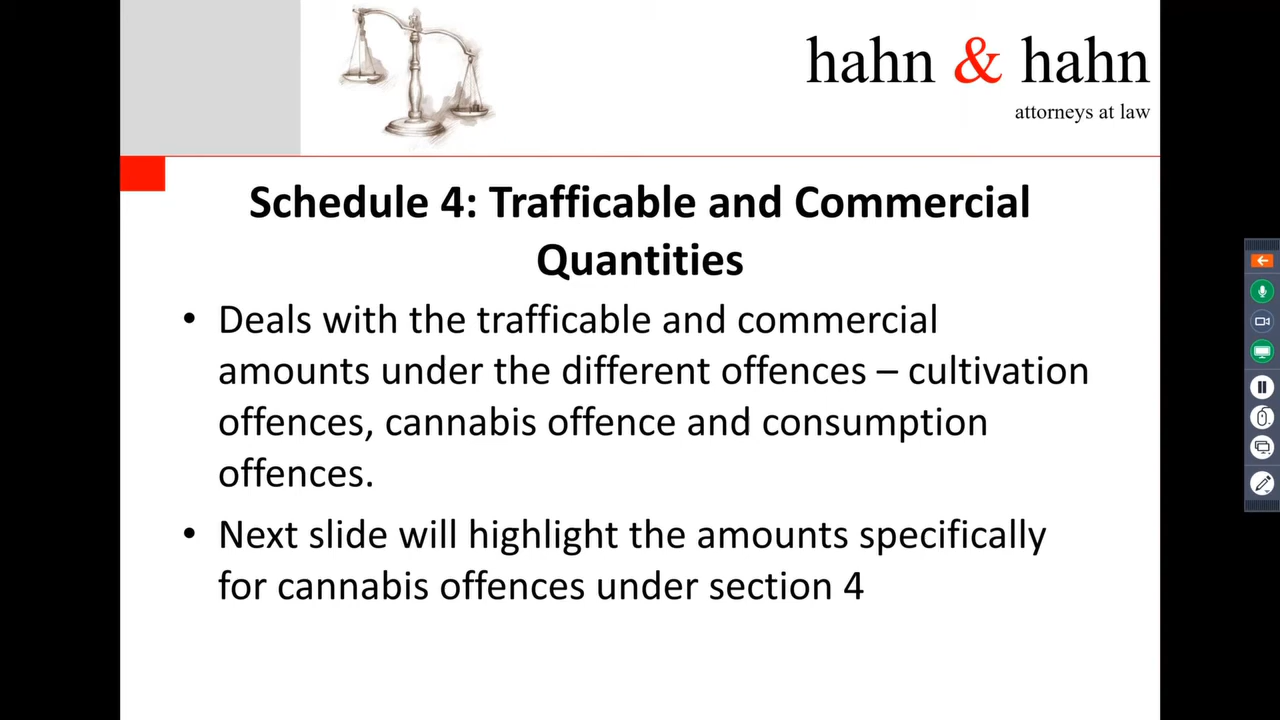 hahn & hahn
attorneys at law
Schedule 4: Trafficable and Commercial
Quantities
• Deals with the trafficable and commercial
amounts under the different offences – cultivation
offences, cannabis offence and consumption
offences.
• Next slide will highlight the amounts specifically
for cannabis offences under section 4